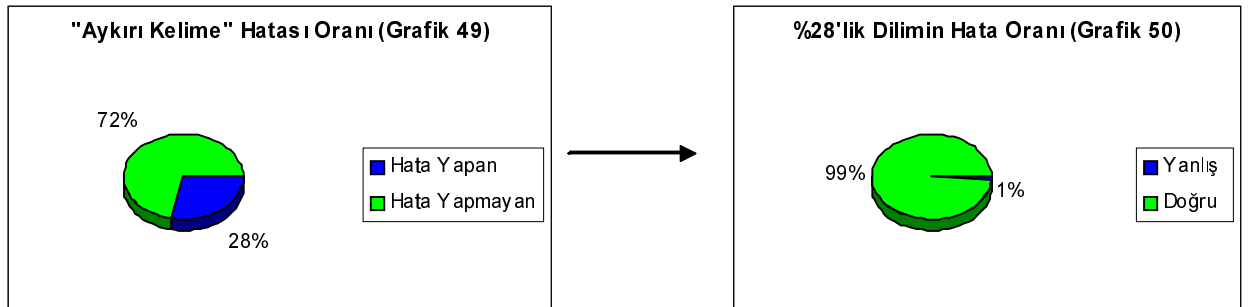 "Aykırı Kelime" Hatası Oranı (Grafik 49)
72%
28%
Hata Yapan
Hata Yapmayan
%28'lik Dilimin Hata Oranı (Grafik 50)
99%
1%
Yanlış
Doğru